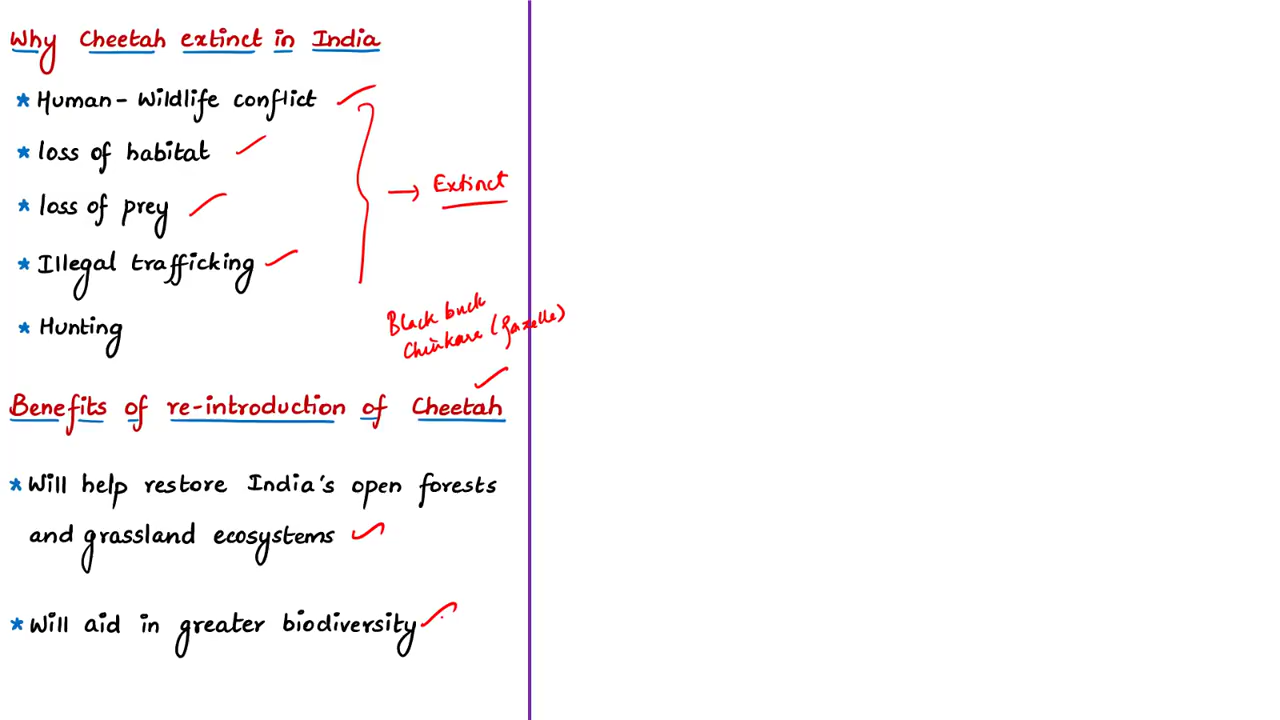 Why Cheetah extinct in India
* Human - Wildlife conflict
* loss of habitat
* loss of prey
* Illegal trafficking
* Hunting
→ Extinct
Black buck
Chinkara (gazelle)
Benefits of re-introduction of Cheetah
* Will help restore India's open forests
and grassland ecosystems
* Will aid in greater biodiversity